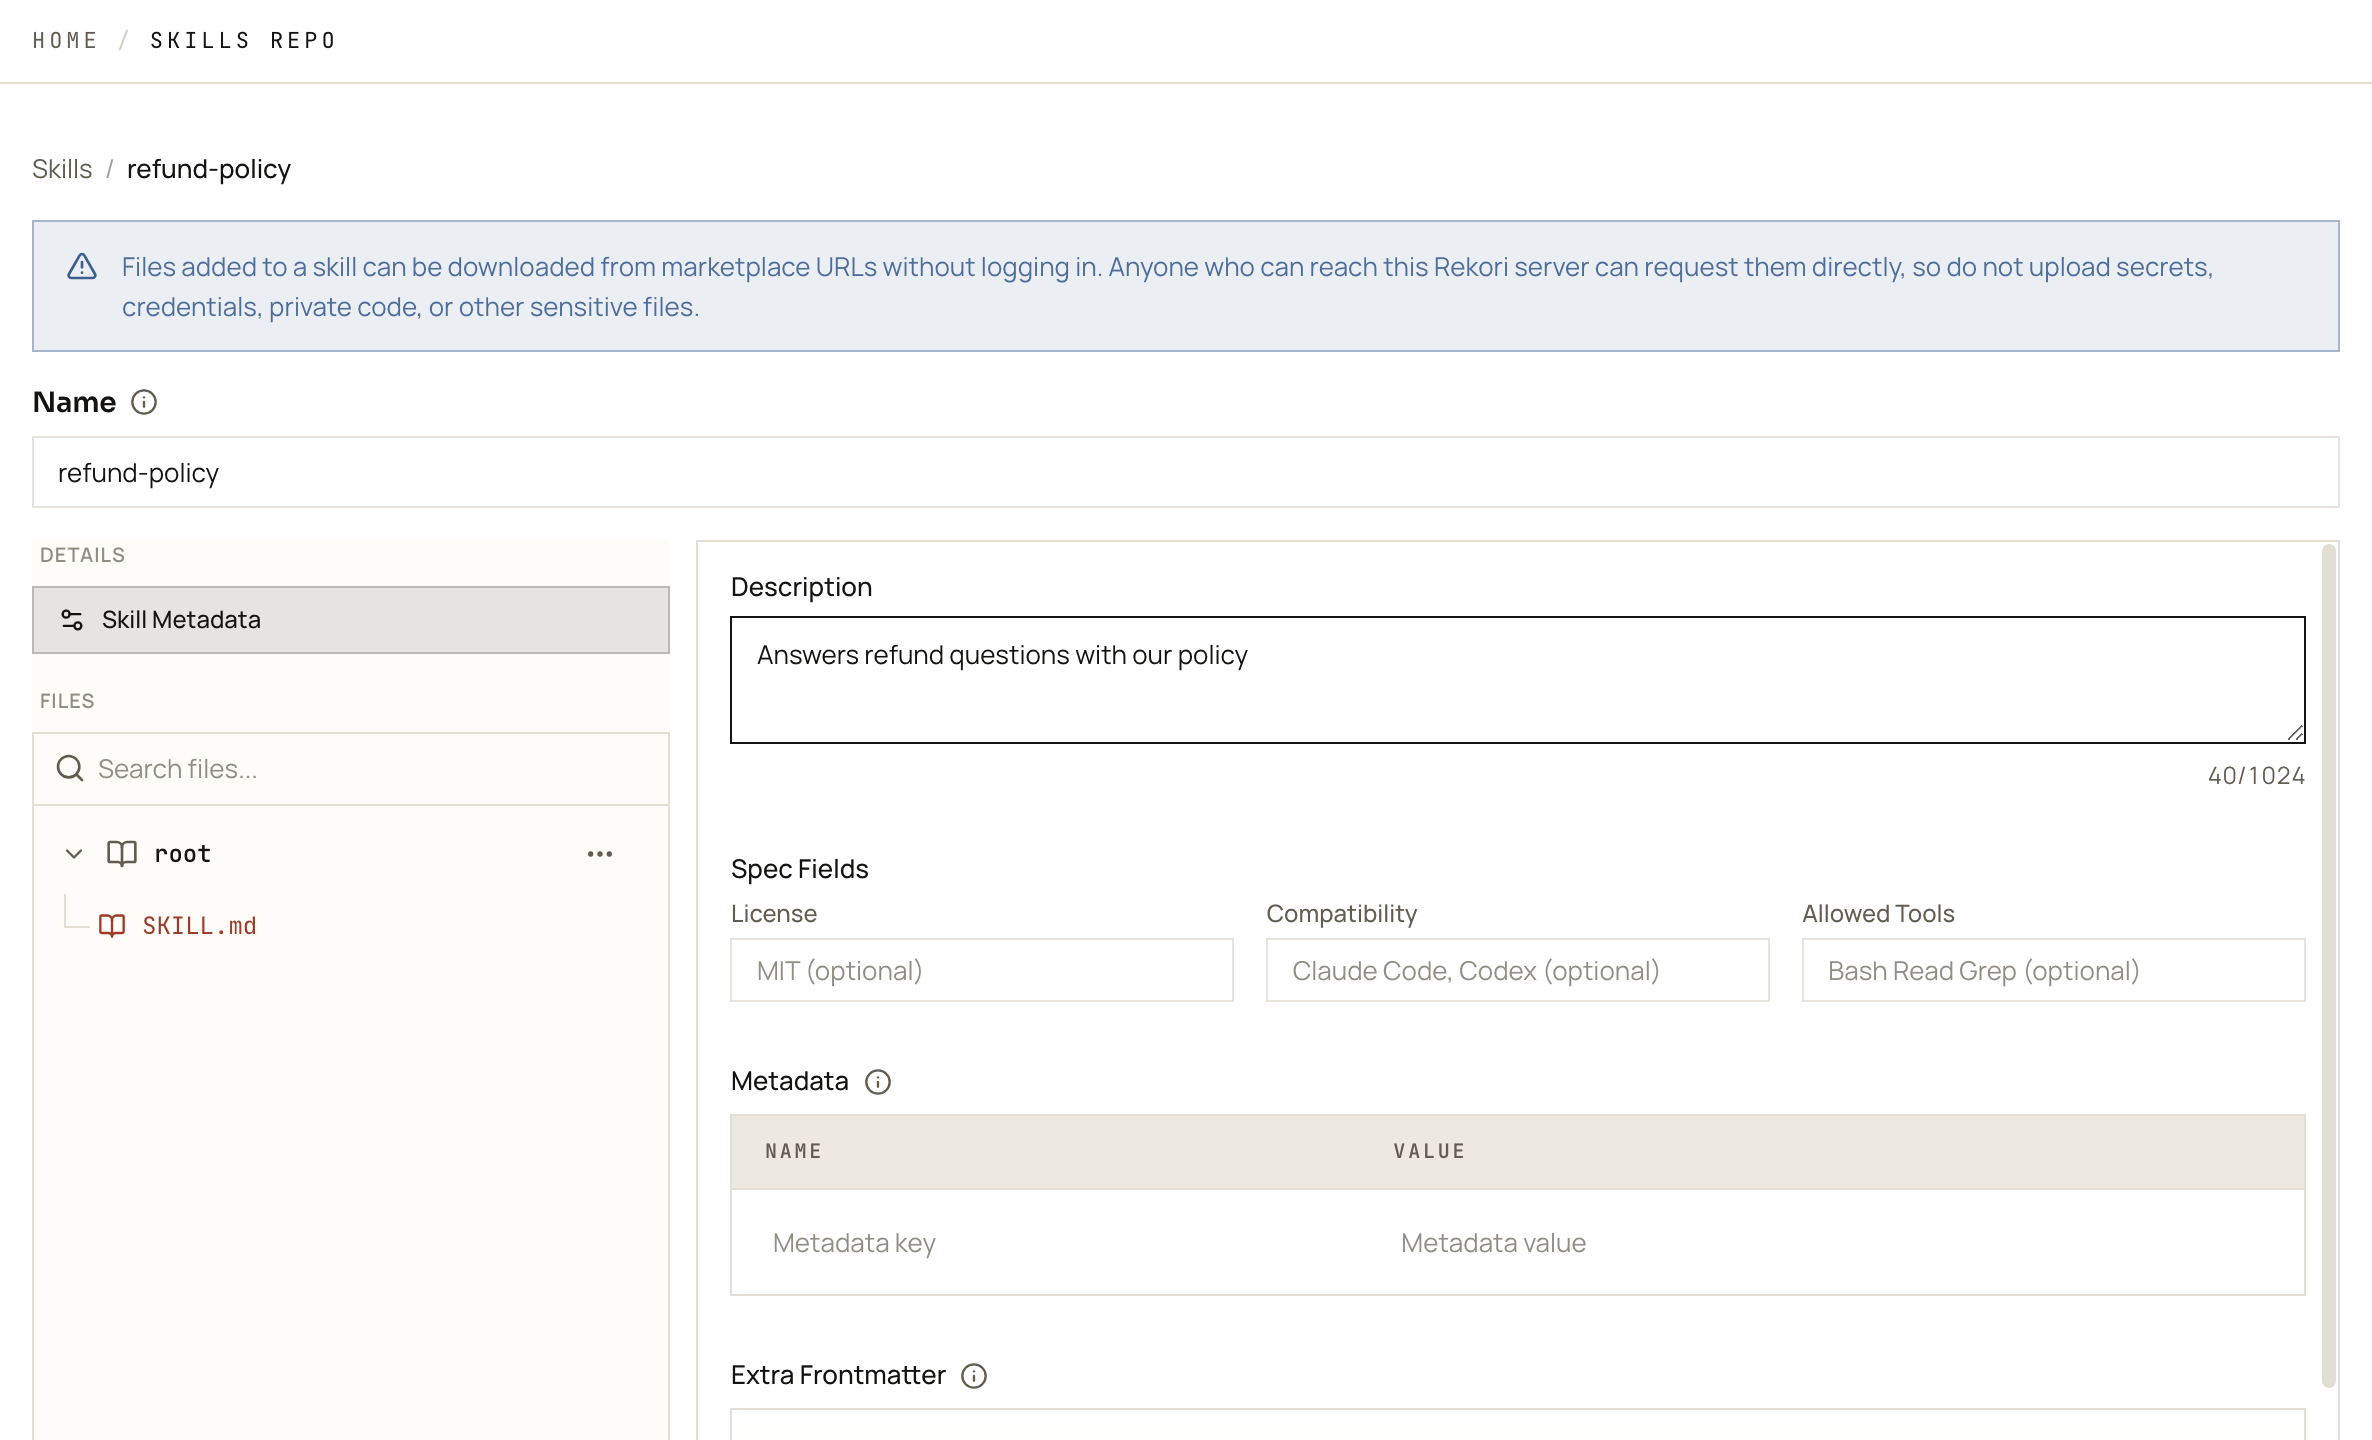 HOME / SKILLS REPO
Skills / refund-policy
Files added to a skill can be downloaded from marketplace URLs without logging in. Anyone who can reach this Rekori server can request them directly, so do not upload secrets,
credentials, private code, or other sensitive files.
Name
refund-policy
DETAILS
Skill Metadata
FILES
Search files...
root
SKILL.md
Description
Answers refund questions with our policy
40/1024
Spec Fields
License Compatibility Allowed Tools
MIT (optional) Claude Code, Codex (optional) Bash Read Grep (optional)
Metadata
NAME VALUE
Metadata key Metadata value
Extra Frontmatter